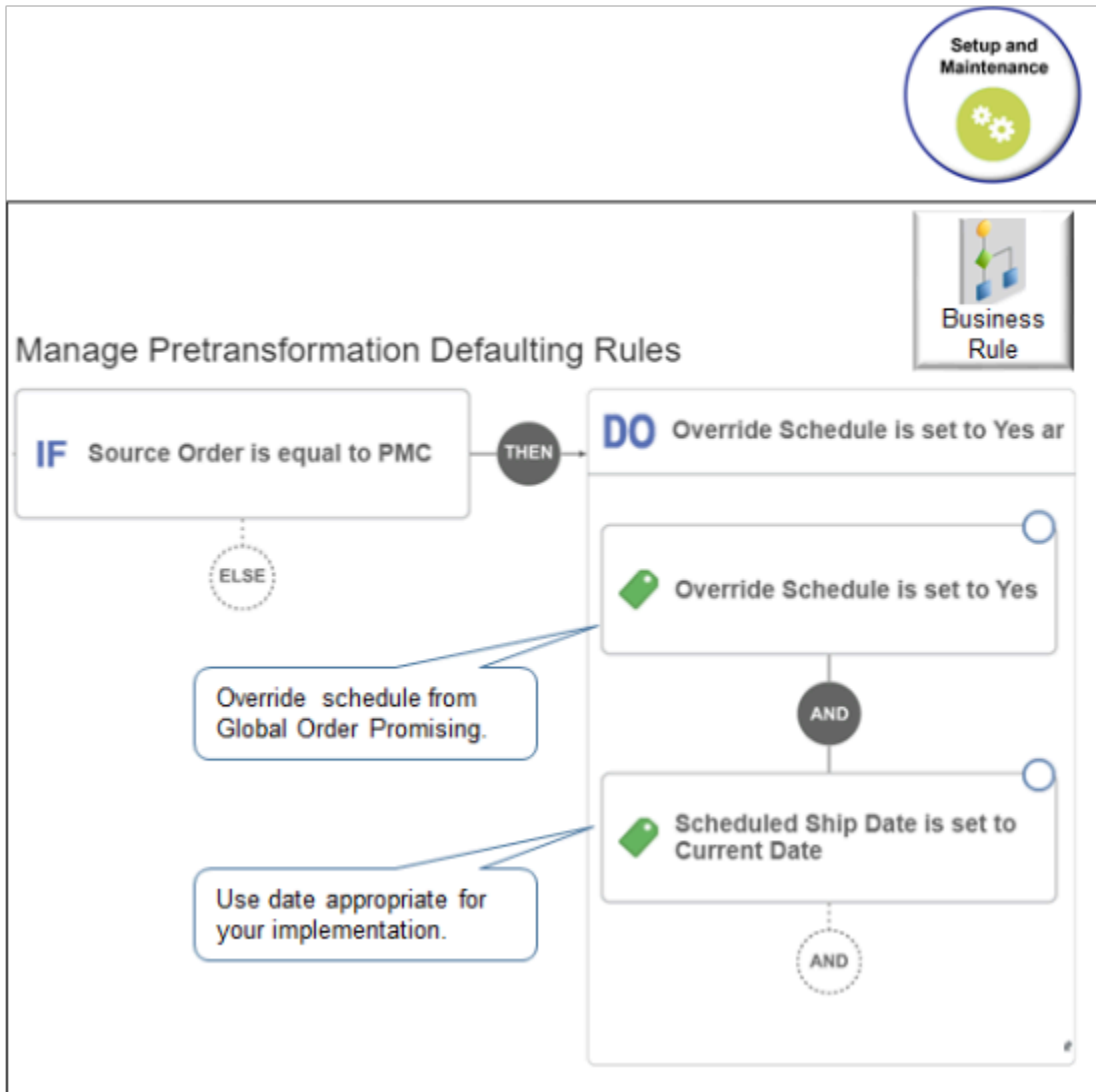 Setup and
Maintenance
Business
Rule
Manage Pretransformation Defaulting Rules
IF Source Order is equal to PMC
THEN
DO Override Schedule is set to Yes ar
ELSE
Override Schedule is set to Yes
Override schedule from
Global Order Promising.
AND
Scheduled Ship Date is set to
Current Date
Use date appropriate for
your implementation.
AND